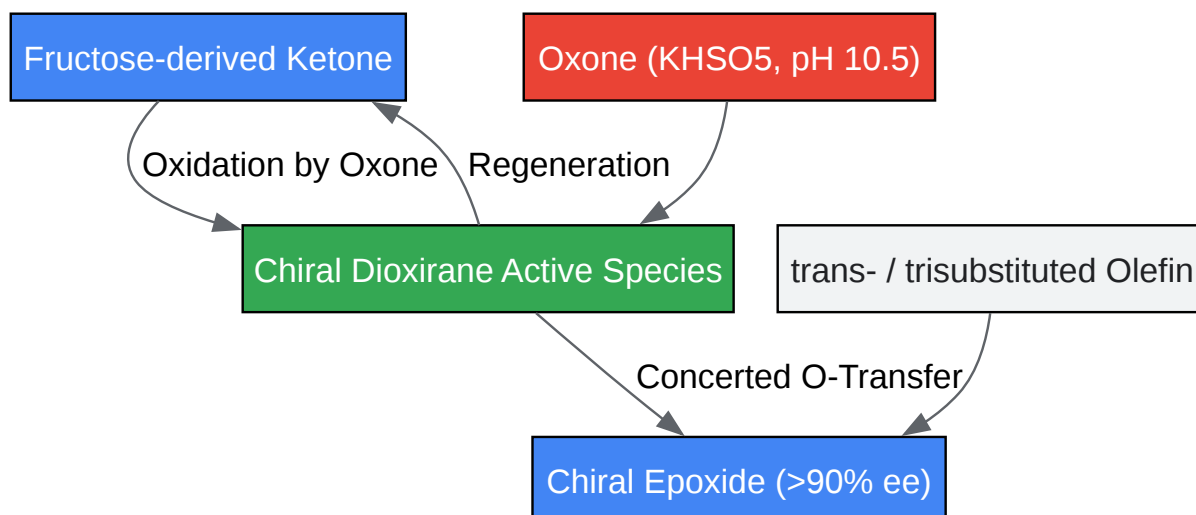 Fructose-derived Ketone
Oxone (KHSO5, pH 10.5)
Oxidation by Oxone
Regeneration
Chiral Dioxirane Active Species
trans- / trisubstituted Olefin
Concerted O-Transfer
Chiral Epoxide (>90% ee)